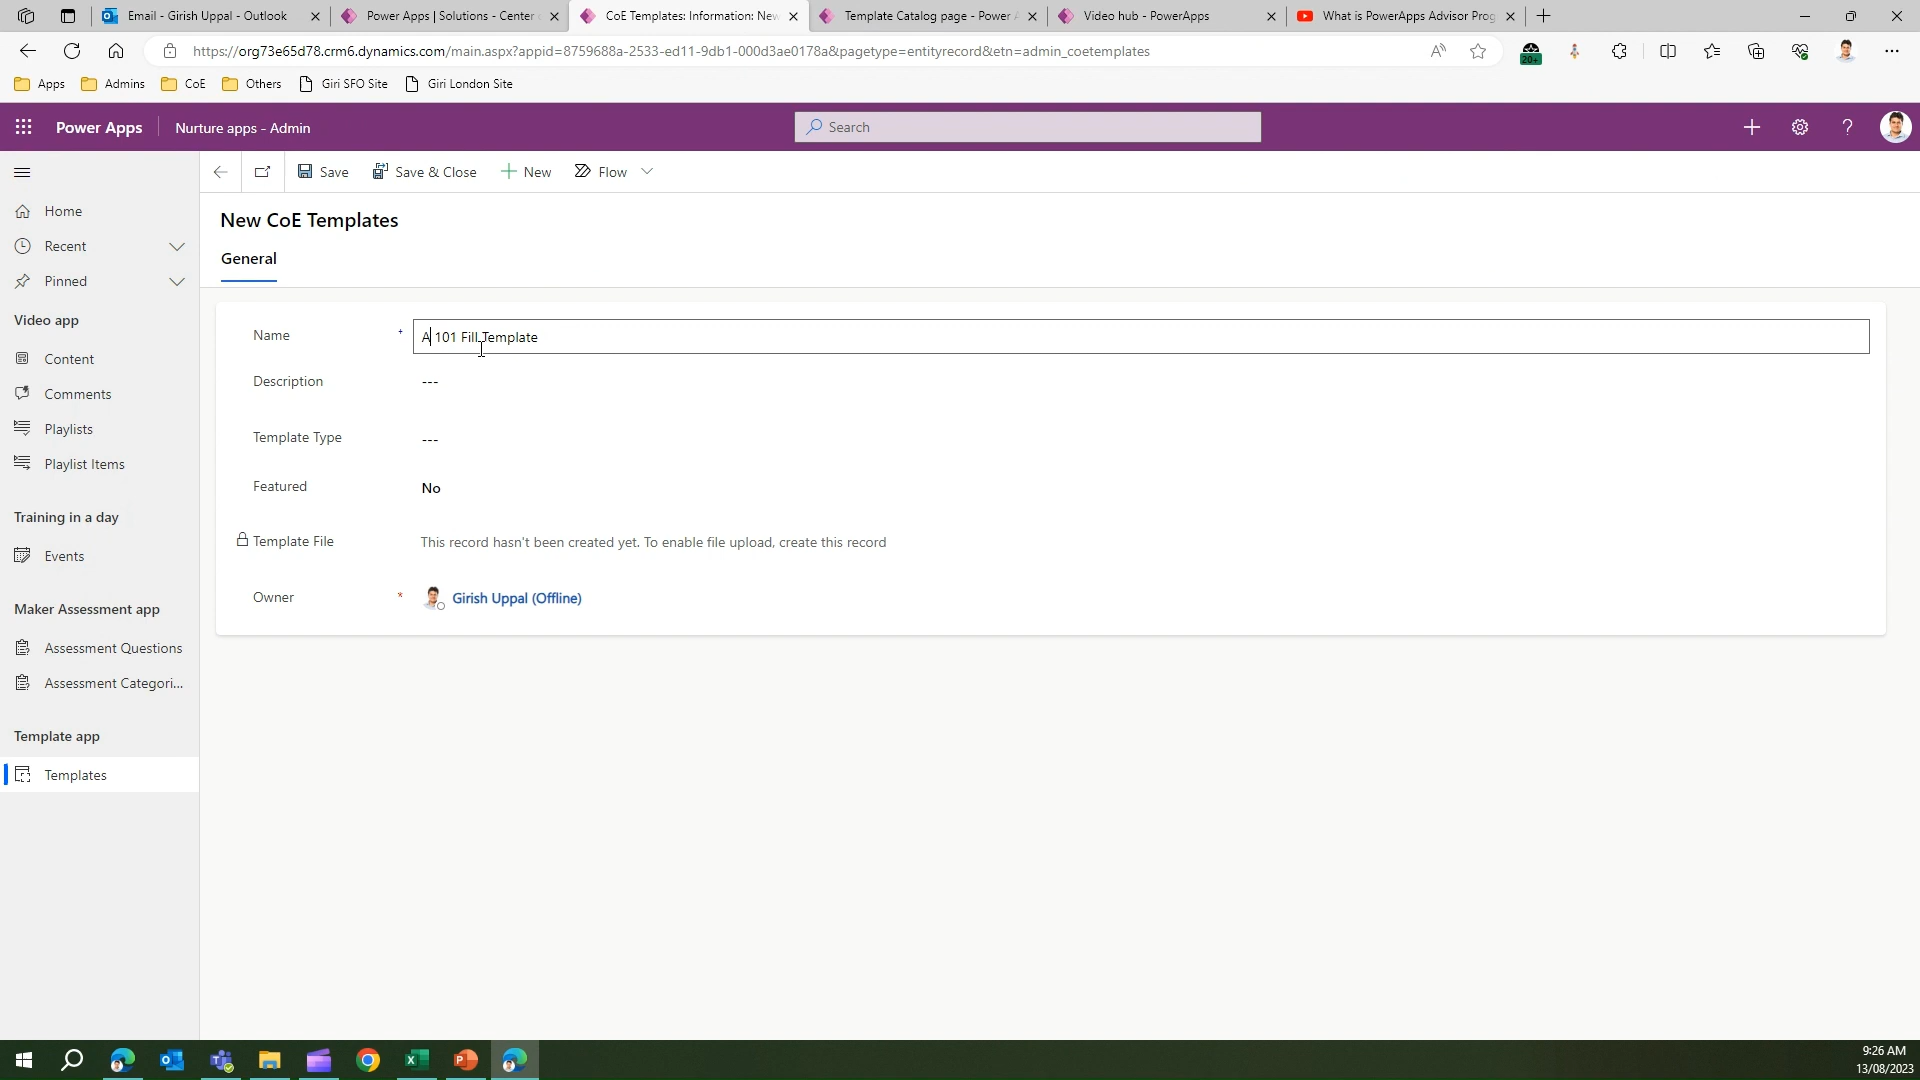 Email - Girish Uppal - Outlook
Power Apps | Solutions - Center
CoE Templates: Information: New
Template Catalog page - Power
Video hub - PowerApps
What is PowerApps Advisor Prog
https://org73e65d78.crm6.dynamics.com/main.aspx?appid=8759688a-2533-ed11-9db1-000d3ae0178a&pagetype=entityrecord&etn=admin_coetemplates
20+
Apps
Admins
CoE
Others
Giri SFO Site
Giri London Site
Power Apps
Nurture apps - Admin
Search
Save
Save & Close
New
Flow
Home
Recent
Pinned
Video app
Content
Comments
Playlists
Playlist Items
Training in a day
Events
Maker Assessment app
Assessment Questions
Assessment Categori...
Template app
Templates
New CoE Templates
General
Name + A 101 Fill Template
Description ---
Template Type ---
Featured No
Template File This record hasn't been created yet. To enable file upload, create this record
Owner * Girish Uppal (Offline)
9:26 AM
13/08/2023